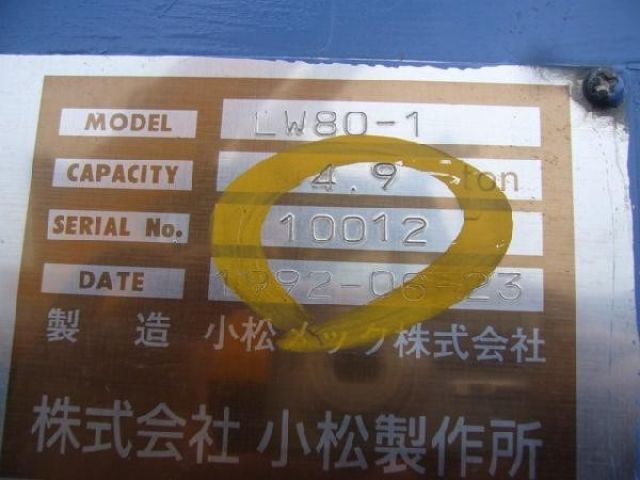 MODEL LW80-1
CAPACITY 4.9 ton
SERIAL No. 10012
DATE 1992-06-23
製造 小松メック株式会社
株式会社 小松製作所